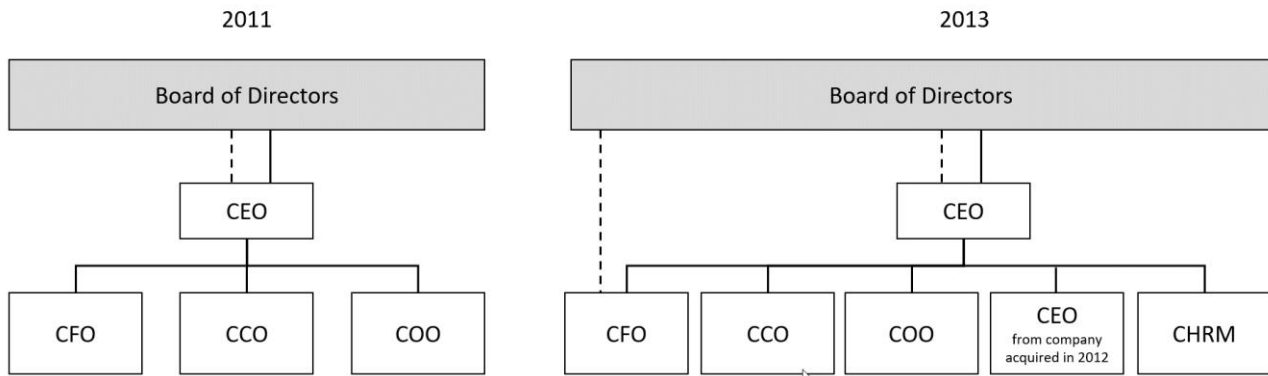 2011
2013
Board of Directors
Board of Directors
CEO
CEO
CFO
CCO
COO
CFO
CCO
COO
CEO
from company
acquired in 2012
CHRM